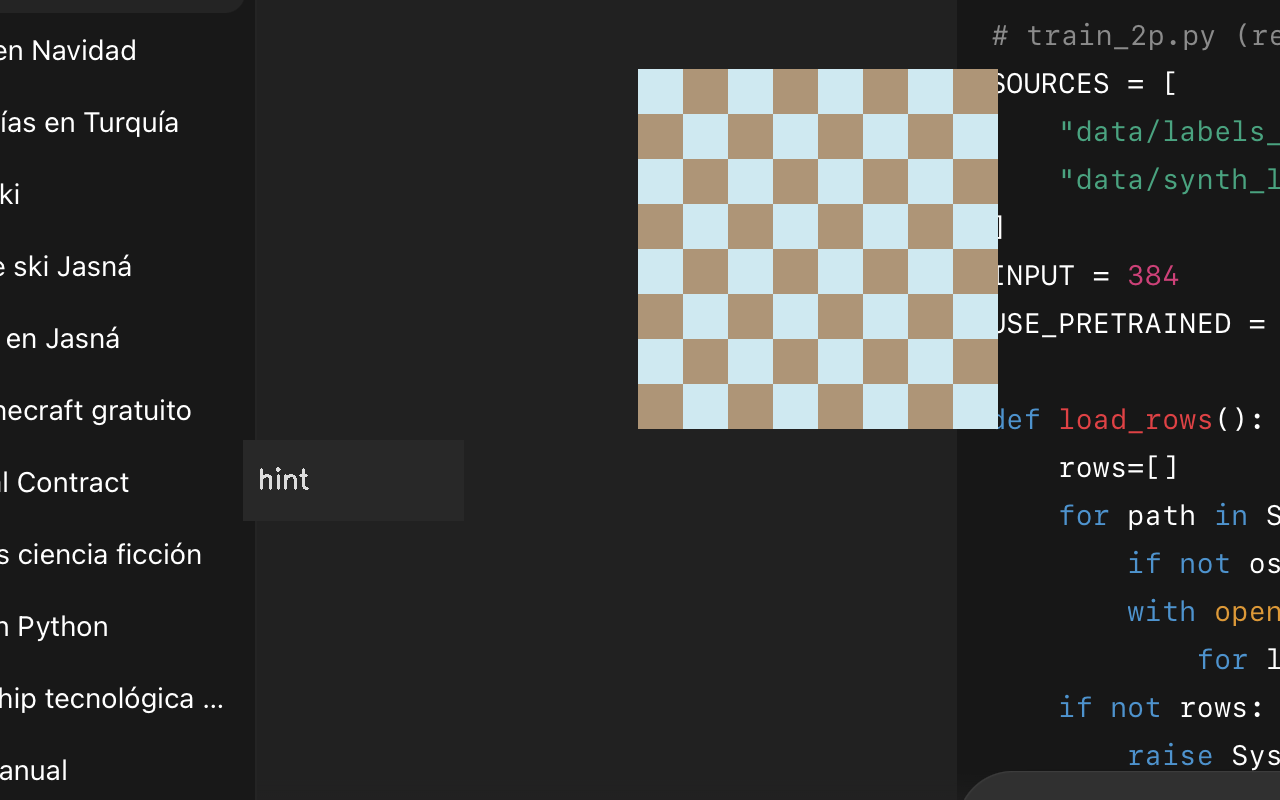 en Navidad
ías en Turquía
ki
e ski Jasná
en Jasná
necraft gratuito
l Contract
s ciencia ficción
n Python
hip tecnológica ...
anual
hint
# train_2p.py (re
SOURCES = [
"data/labels_
"data/synth_l
]
INPUT = 384
USE_PRETRAINED =
def load_rows():
rows=[]
for path in S
if not os
with open
for l
if not rows:
raise Sys